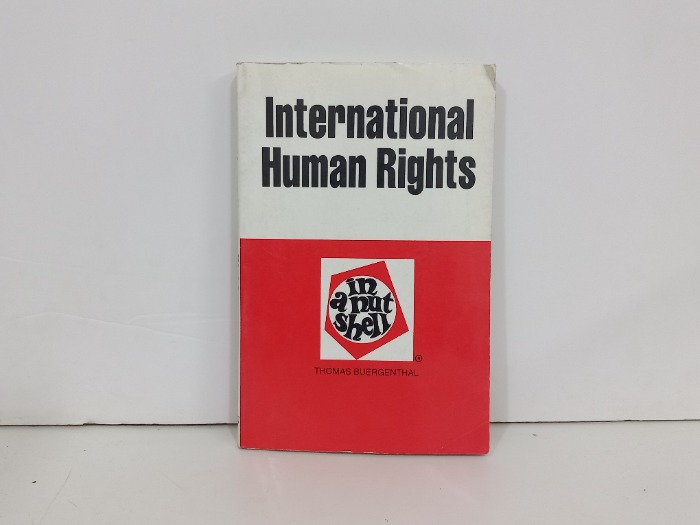 International
Human Rights
in
a nut
shell
®
THOMAS BUERGENTHAL